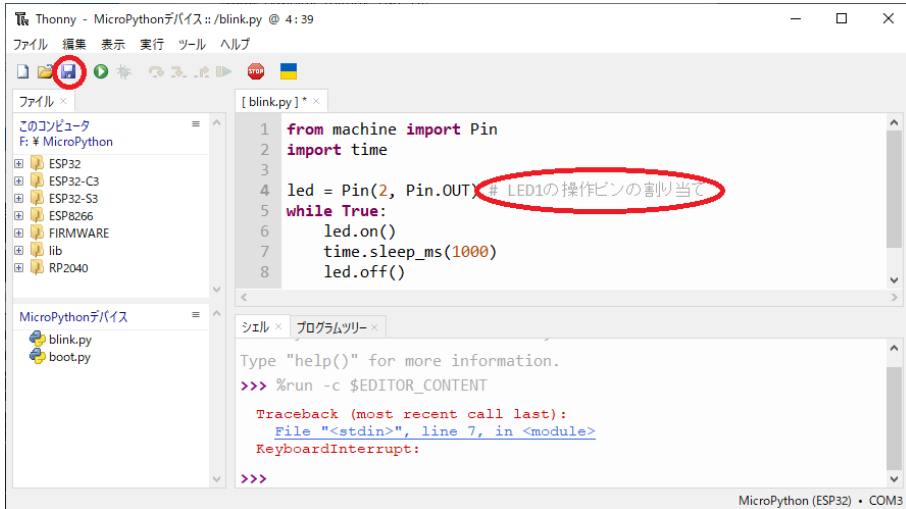 Thonny - MicroPythonデバイス :: /blink.py @ 4 : 39
ファイル 編集 表示 実行 ツール ヘルプ
STOP
ファイル ×
このコンピュータ
F: ¥ MicroPython
ESP32
ESP32-C3
ESP32-S3
ESP8266
FIRMWARE
lib
RP2040
MicroPythonデバイス
blink.py
boot.py
[ blink.py ] * ×
1 from machine import Pin
2 import time
3
4 led = Pin(2, Pin.OUT) # LED1の操作ピンの割り当て
5 while True:
6 led.on()
7 time.sleep_ms(1000)
8 led.off()
シェル × プログラムツリー ×
Type "help()" for more information.
>>> %run -c $EDITOR_CONTENT
Traceback (most recent call last):
File "<stdin>", line 7, in <module>
KeyboardInterrupt:
>>>
MicroPython (ESP32) • COM3